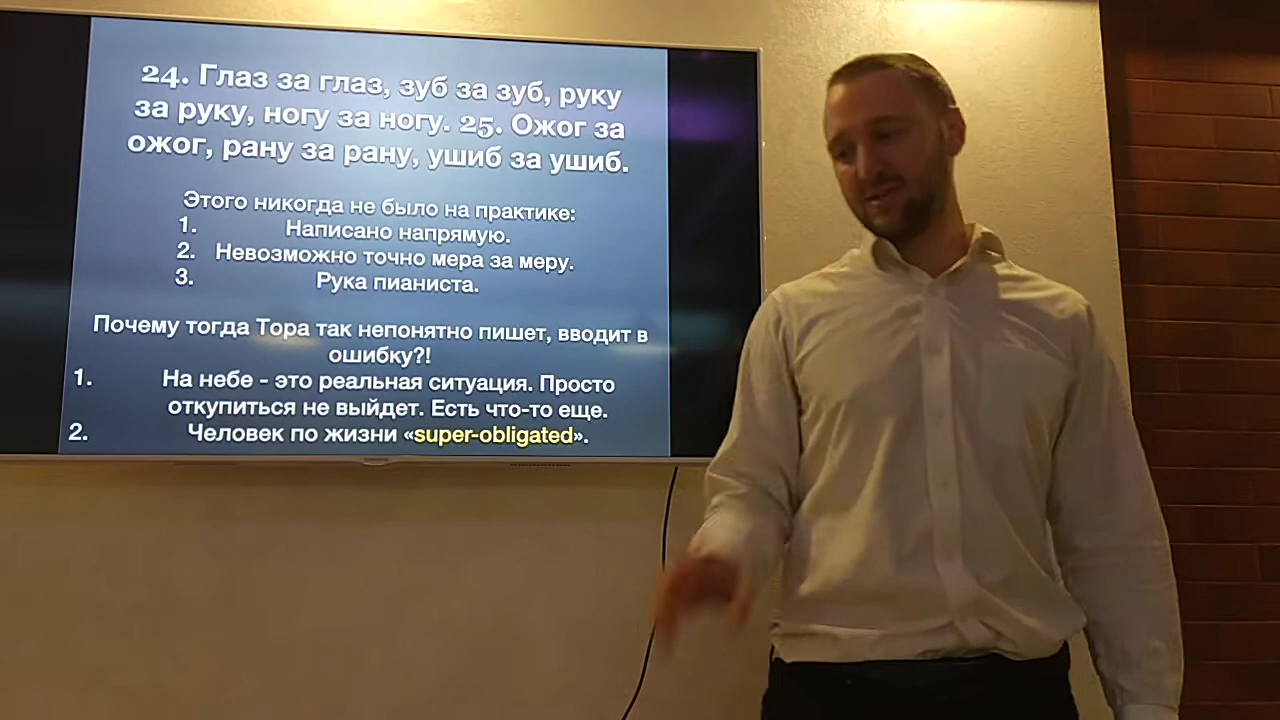 24. Глаз за глаз, зуб за зуб, руку
за руку, ногу за ногу. 25. Ожог за
ожог, рану за рану, ушиб за ушиб.
Этого никогда не было на практике:
1. Написано напрямую.
2. Невозможно точно мера за меру.
3. Рука пианиста.
Почему тогда Тора так непонятно пишет, вводит в
ошибку?!
1. На небе - это реальная ситуация. Просто
откупиться не выйдет. Есть что-то еще.
2. Человек по жизни «super-obligated».